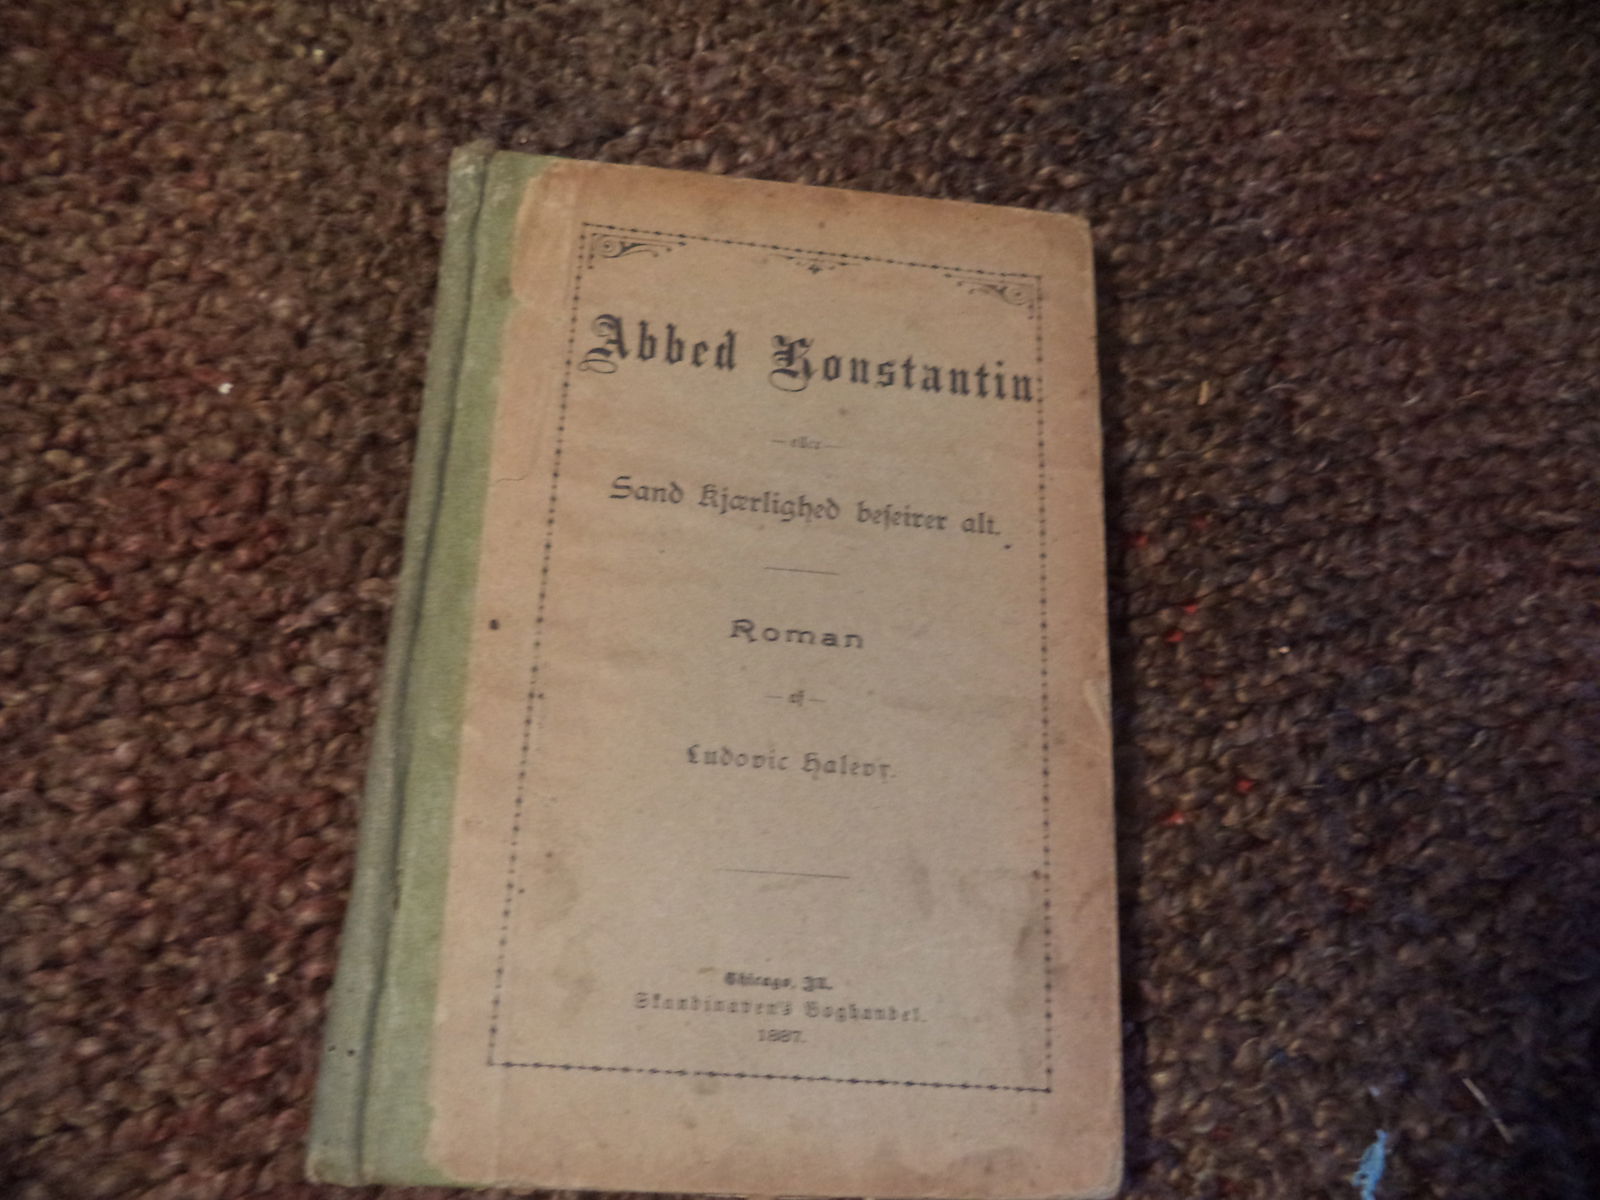 Abbed Konstantin
— eller —
Sand Kjærlighed beseirer alt.
Roman
— af —
Ludovic Halevy.
Chicago, Ill.
Skandinaven's Boghandel.
1887.